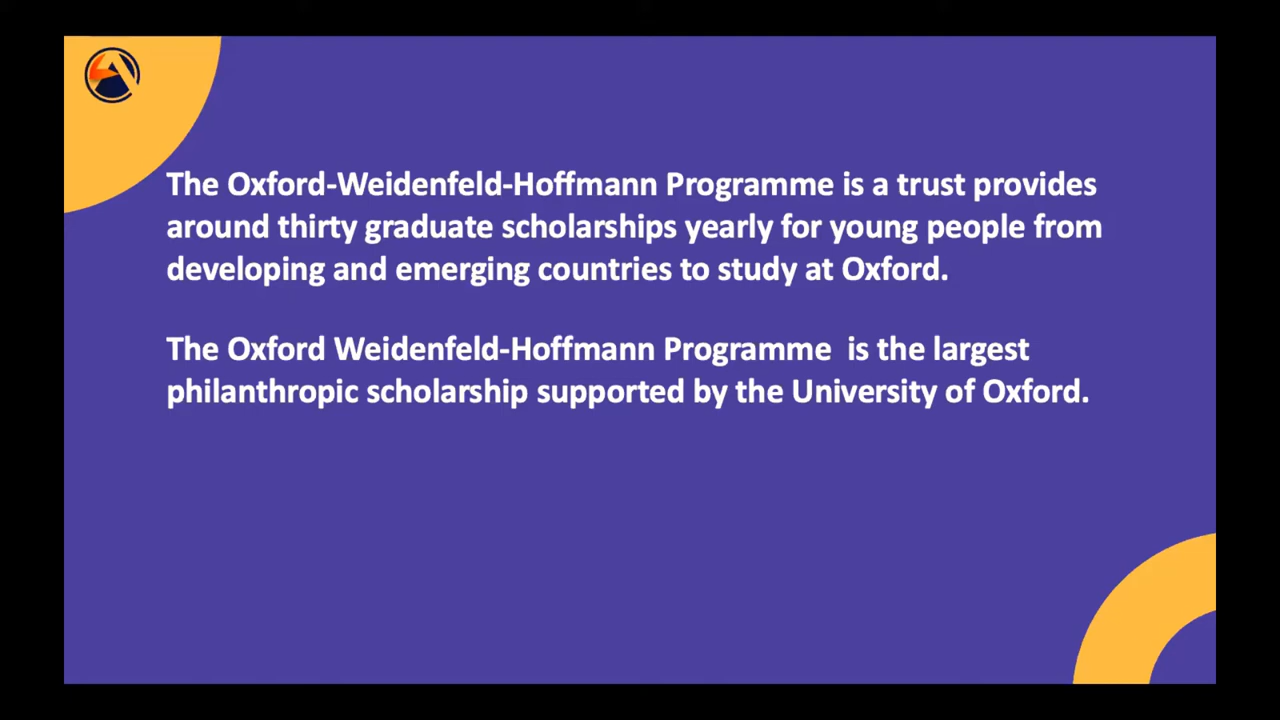 The Oxford-Weidenfeld-Hoffmann Programme is a trust provides
around thirty graduate scholarships yearly for young people from
developing and emerging countries to study at Oxford.
The Oxford Weidenfeld-Hoffmann Programme  is the largest
philanthropic scholarship supported by the University of Oxford.